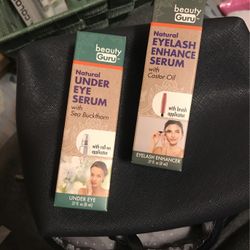 beauty
Guru
Natural
UNDER
EYE
SERUM
with
Sea Buckthorn
with roll-on
applicator
UNDER EYE
beauty
Guru
Natural
EYELASH
ENHANCE
SERUM
with
Castor Oil
with brush
applicator
EYELASH ENHANCER